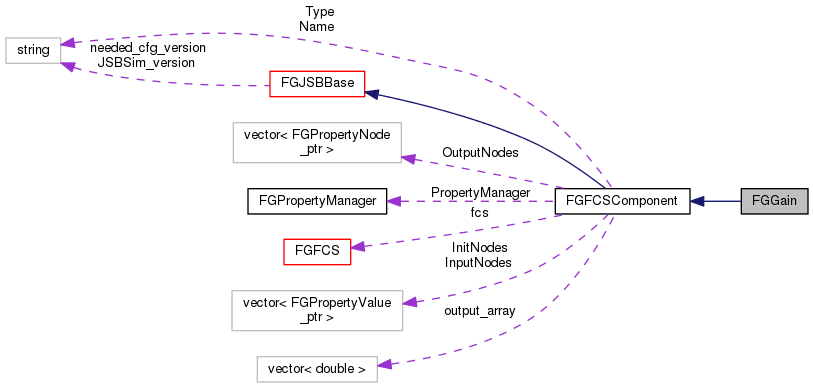 Type
Name
string
needed_cfg_version
JSBSim_version
FGJSBBase
vector< FGPropertyNode
_ptr >
OutputNodes
FGPropertyManager
PropertyManager
FGFCSComponent
FGGain
fcs
FGFCS
InitNodes
InputNodes
vector< FGPropertyValue
_ptr >
output_array
vector< double >